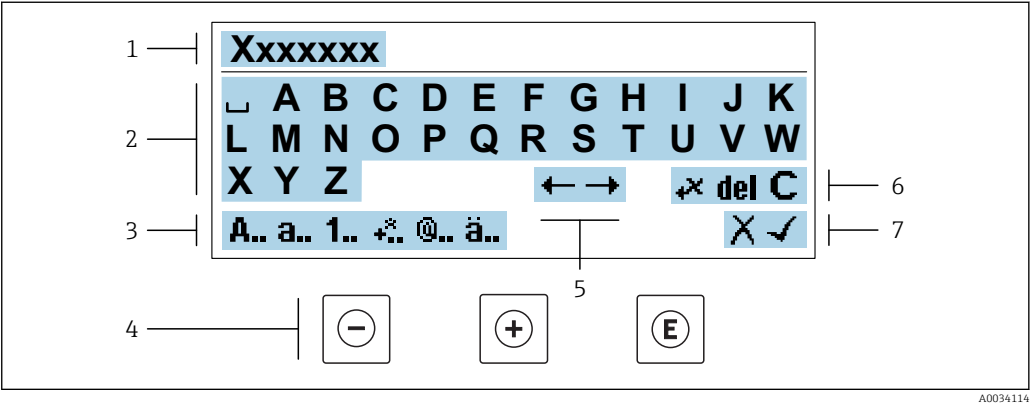 1 Xxxxxxx
␣ A B C D E F G H I J K
2 L M N O P Q R S T U V W
X Y Z ← → +x del C 6
3 A.. a.. 1.. +×.. @.. ä.. X ✓ 7
5
4 − + E
A0034114